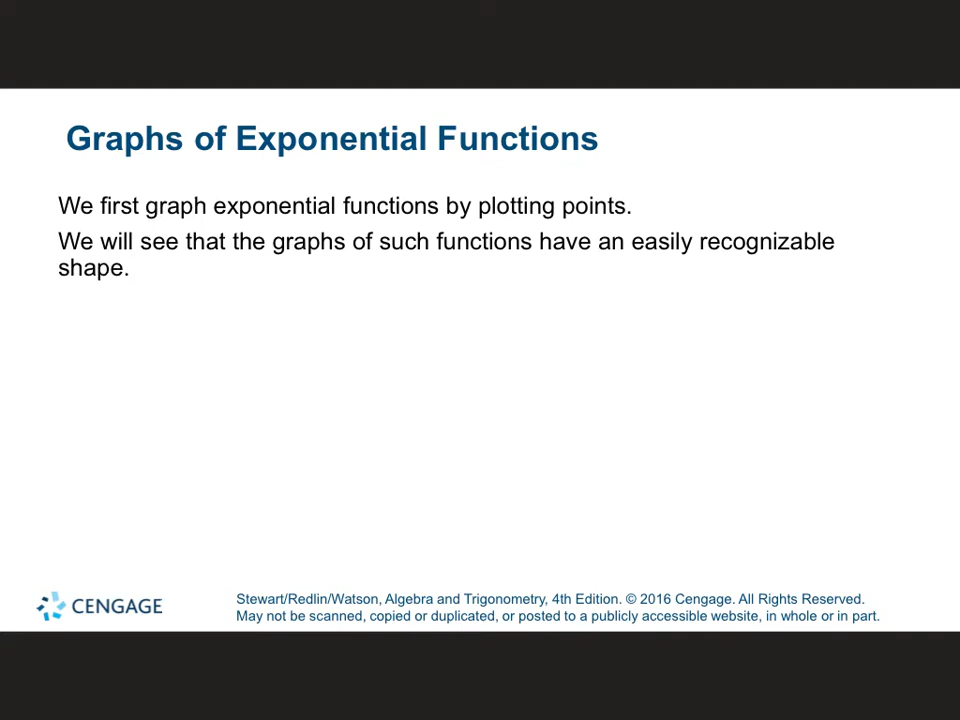 Graphs of Exponential Functions
We first graph exponential functions by plotting points.
We will see that the graphs of such functions have an easily recognizable
shape.
CENGAGE
Stewart/Redlin/Watson, Algebra and Trigonometry, 4th Edition. © 2016 Cengage. All Rights Reserved.
May not be scanned, copied or duplicated, or posted to a publicly accessible website, in whole or in part.